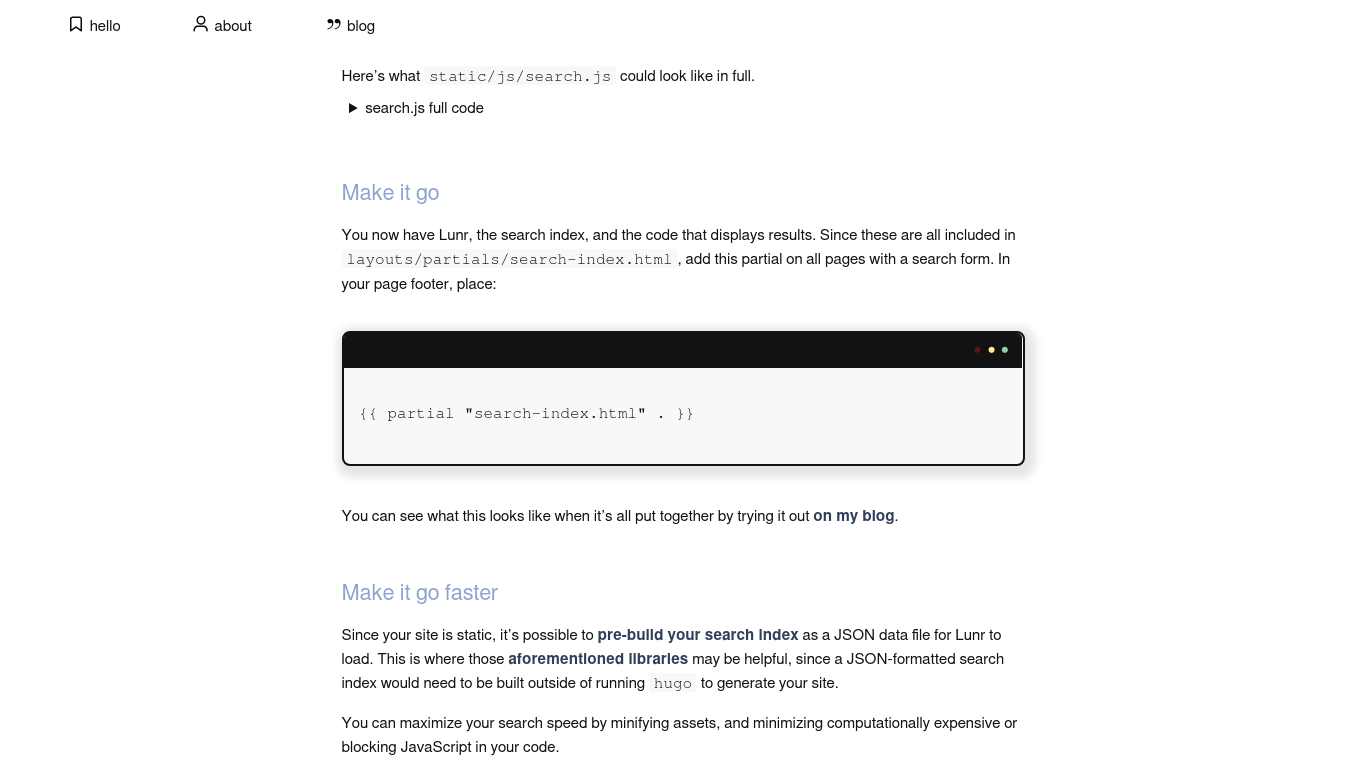 hello
about
blog
Here’s what static/js/search.js could look like in full.
search.js full code
Make it go
You now have Lunr, the search index, and the code that displays results. Since these are all included in
layouts/partials/search-index.html, add this partial on all pages with a search form. In
your page footer, place:
{{ partial "search-index.html" . }}
You can see what this looks like when it’s all put together by trying it out on my blog.
Make it go faster
Since your site is static, it’s possible to pre-build your search index as a JSON data file for Lunr to
load. This is where those aforementioned libraries may be helpful, since a JSON-formatted search
index would need to be built outside of running hugo to generate your site.
You can maximize your search speed by minifying assets, and minimizing computationally expensive or
blocking JavaScript in your code.